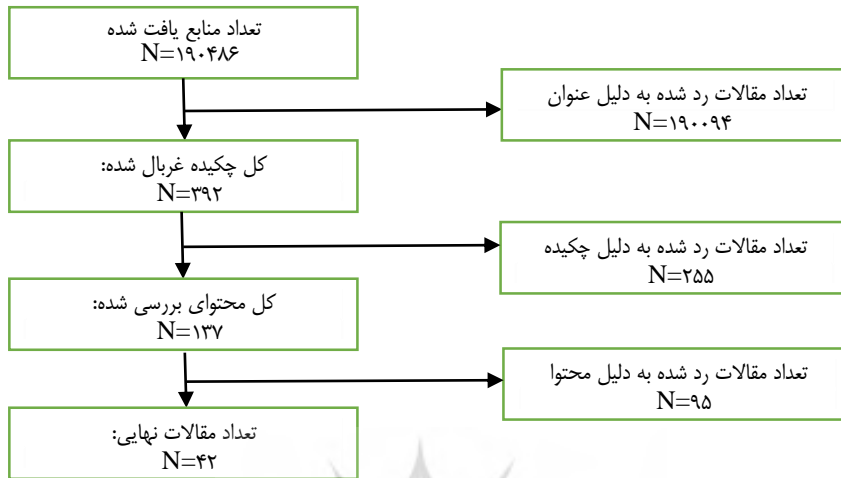 تعداد منابع یافت شده
N=۱۹۰۴۸۶
تعداد مقالات رد شده به دلیل عنوان
N=۱۹۰۰۹۴
کل چکیده غربال شده:
N=۳۹۲
تعداد مقالات رد شده به دلیل چکیده
N=۲۵۵
کل محتوای بررسی شده:
N=۱۳۷
تعداد مقالات رد شده به دلیل محتوا
N=۹۵
تعداد مقالات نهایی:
N=۴۲